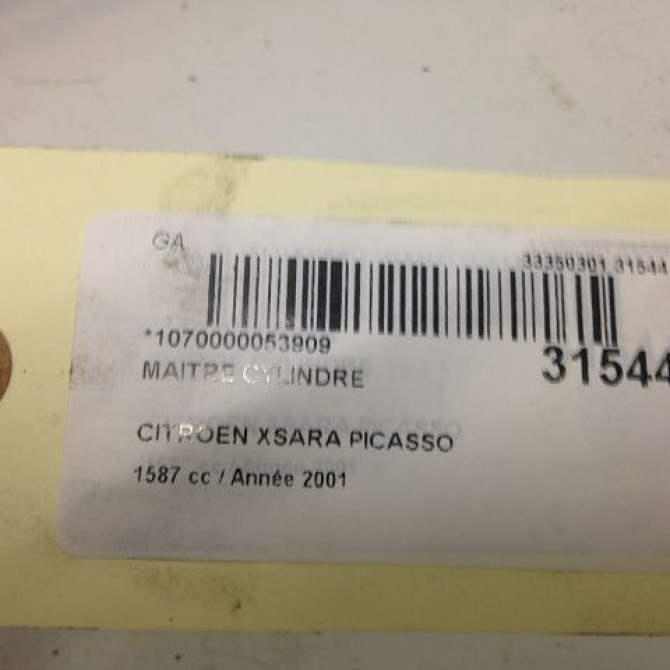 GA
33350301 31544
*1070000053909
31544
MAITRE CYLINDRE
CITROEN XSARA PICASSO
1587 cc / Année 2001